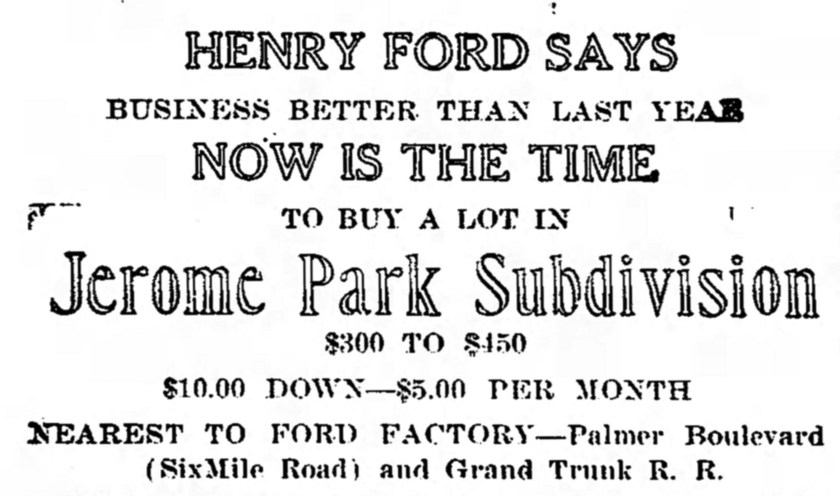 HENRY FORD SAYS
BUSINESS BETTER THAN LAST YEAR
NOW IS THE TIME
TO BUY A LOT IN
Jerome Park Subdivision
$300 TO $450
$10.00 DOWN—$5.00 PER MONTH
NEAREST TO FORD FACTORY—Palmer Boulevard
(SixMile Road) and Grand Trunk R. R.